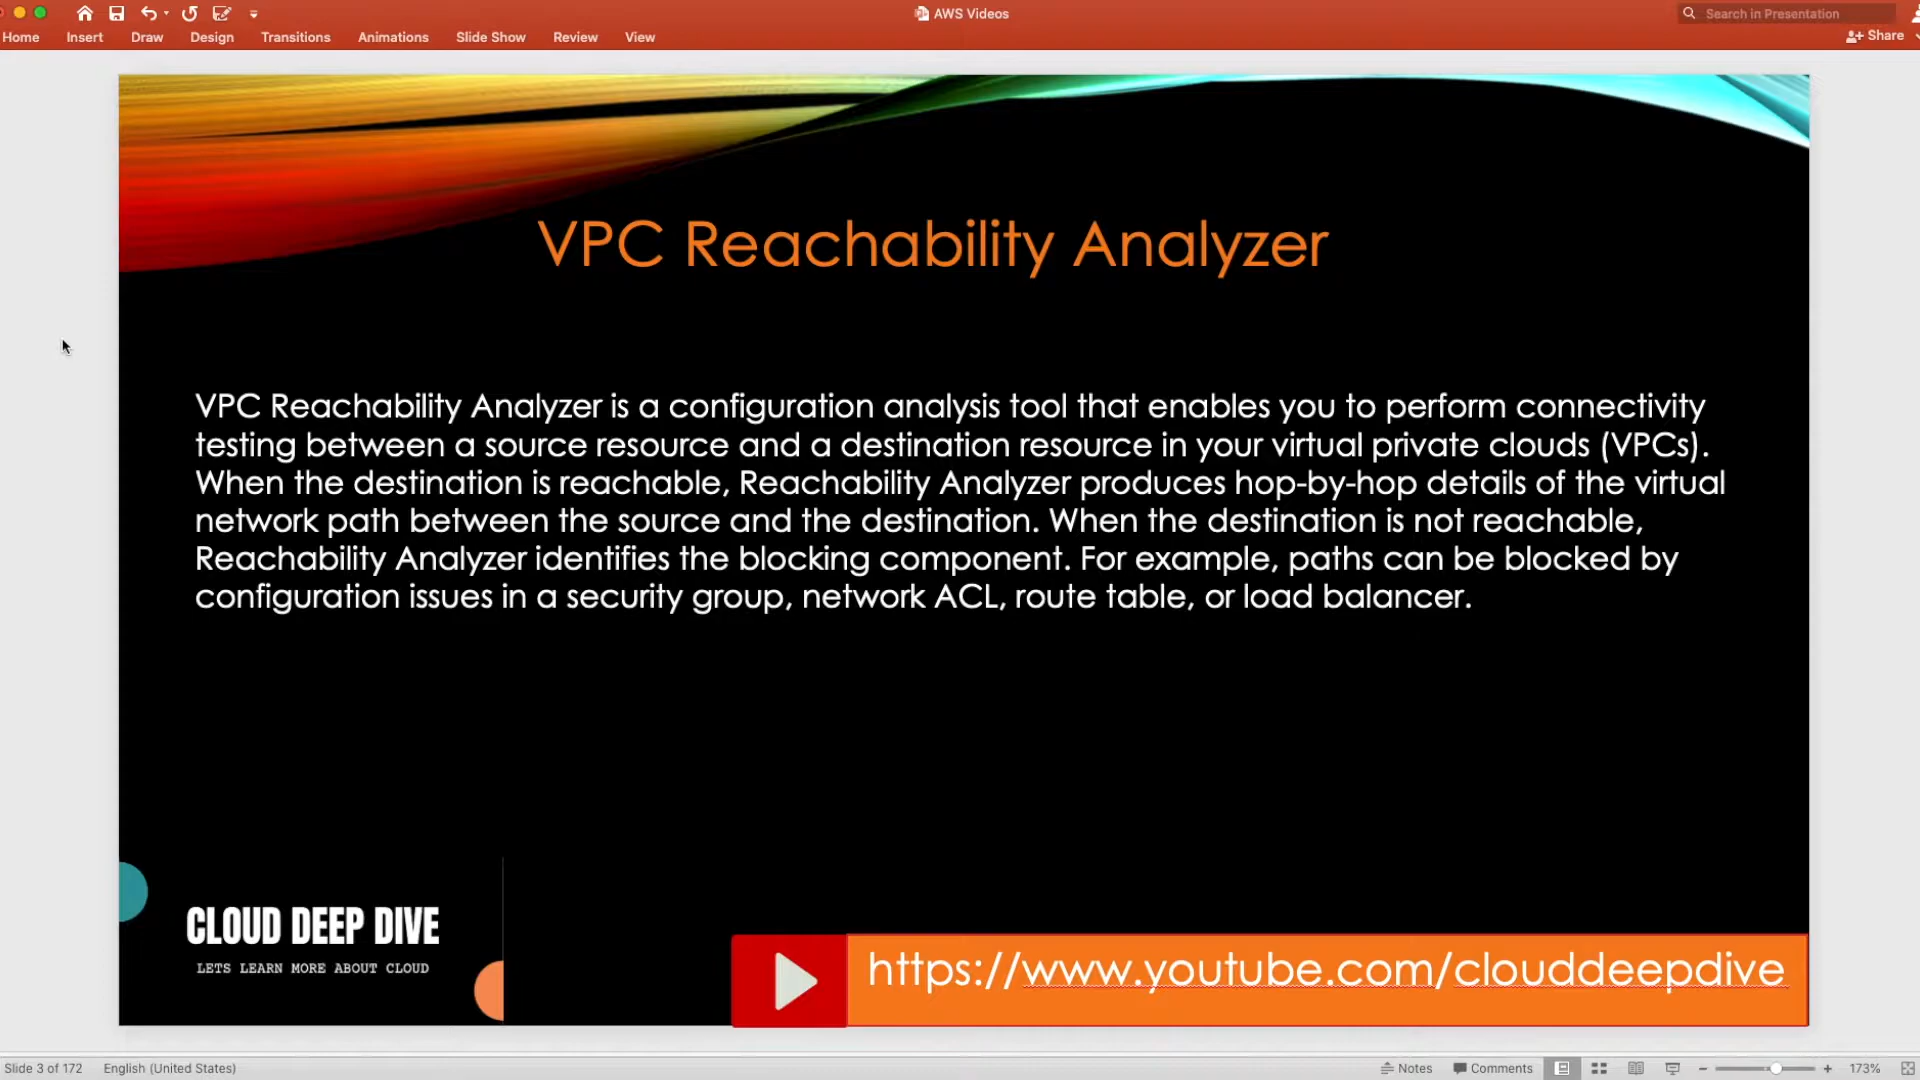 AWS Videos
Search in Presentation
Home Insert Draw Design Transitions Animations Slide Show Review View
Share
VPC Reachability Analyzer
VPC Reachability Analyzer is a configuration analysis tool that enables you to perform connectivity
testing between a source resource and a destination resource in your virtual private clouds (VPCs).
When the destination is reachable, Reachability Analyzer produces hop-by-hop details of the virtual
network path between the source and the destination. When the destination is not reachable,
Reachability Analyzer identifies the blocking component. For example, paths can be blocked by
configuration issues in a security group, network ACL, route table, or load balancer.
CLOUD DEEP DIVE
LETS LEARN MORE ABOUT CLOUD
https://www.youtube.com/clouddeepdive
Slide 3 of 172 English (United States) Notes Comments 173%